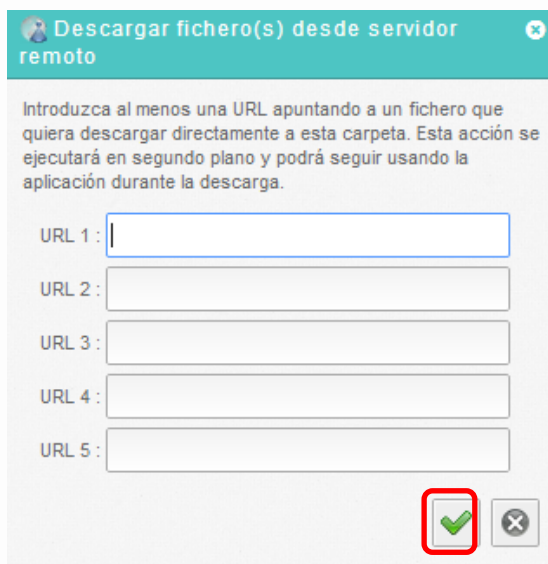 Descargar fichero(s) desde servidor
remoto
Introduzca al menos una URL apuntando a un fichero que
quiera descargar directamente a esta carpeta. Esta acción se
ejecutará en segundo plano y podrá seguir usando la
aplicación durante la descarga.
URL 1 :
URL 2 :
URL 3 :
URL 4 :
URL 5 :